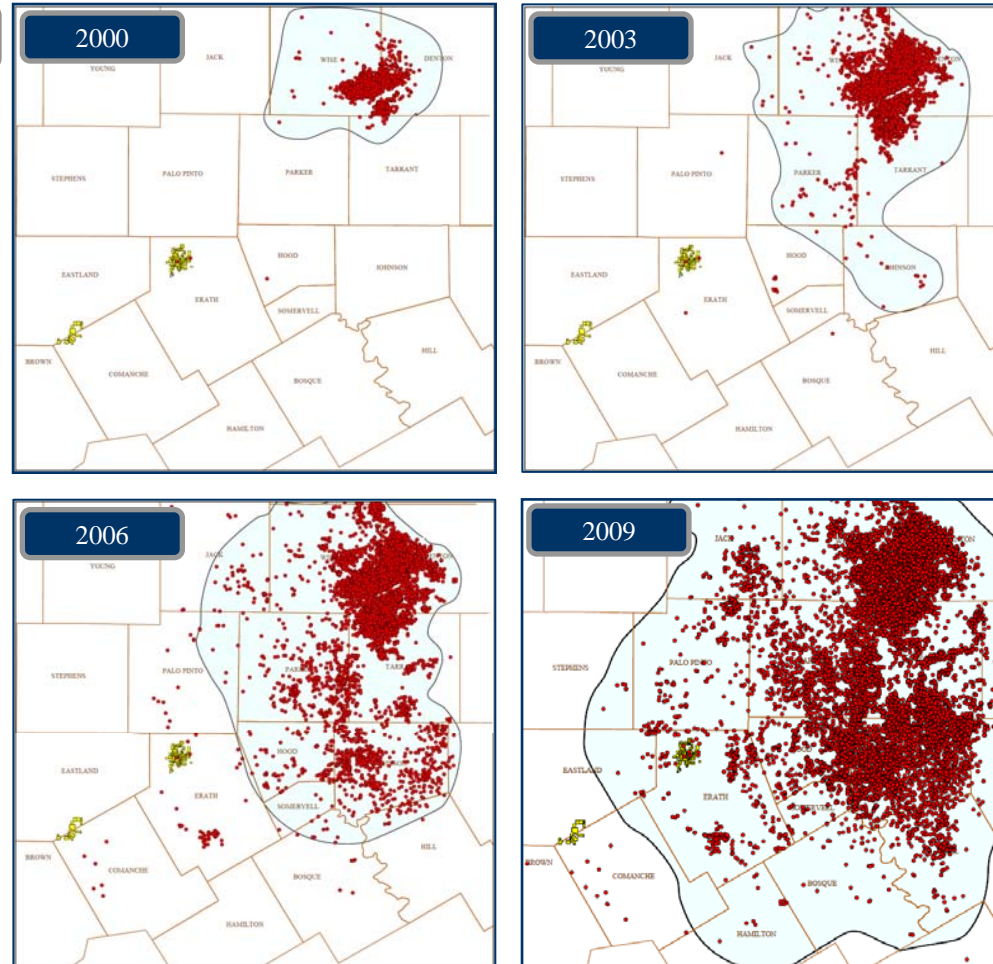 2000
YOUNG
JACK
WISE
DENTON
STEPHENS
PALO PINTO
PARKER
TARRANT
EASTLAND
HOOD
JOHNSON
ERATH
SOMERVELL
BROWN
COMANCHE
BOSQUE
HILL
HAMILTON
2003
YOUNG
JACK
STEPHENS
PALO PINTO
PARKER
TARRANT
EASTLAND
HOOD
JOHNSON
ERATH
SOMERVELL
BROWN
COMANCHE
BOSQUE
HILL
HAMILTON
2006
YOUNG
JACK
STEPHENS
PALO PINTO
EASTLAND
HOOD
ERATH
SOMERVELL
BROWN
COMANCHE
BOSQUE
HILL
HAMILTON
2009
JACK
STEPHENS
PALO PINTO
EASTLAND
ERATH
BROWN
COMANCHE
BOSQUE
HAMILTON